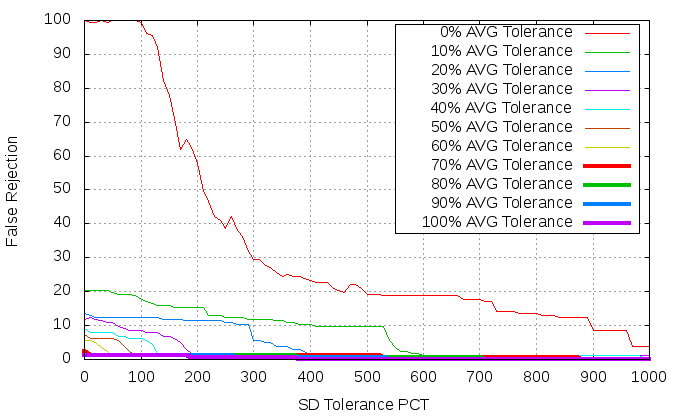 100
90
80
70
60
50
40
30
20
10
0
False Rejection
0% AVG Tolerance
10% AVG Tolerance
20% AVG Tolerance
30% AVG Tolerance
40% AVG Tolerance
50% AVG Tolerance
60% AVG Tolerance
70% AVG Tolerance
80% AVG Tolerance
90% AVG Tolerance
100% AVG Tolerance
0 100 200 300 400 500 600 700 800 900 1000
SD Tolerance PCT